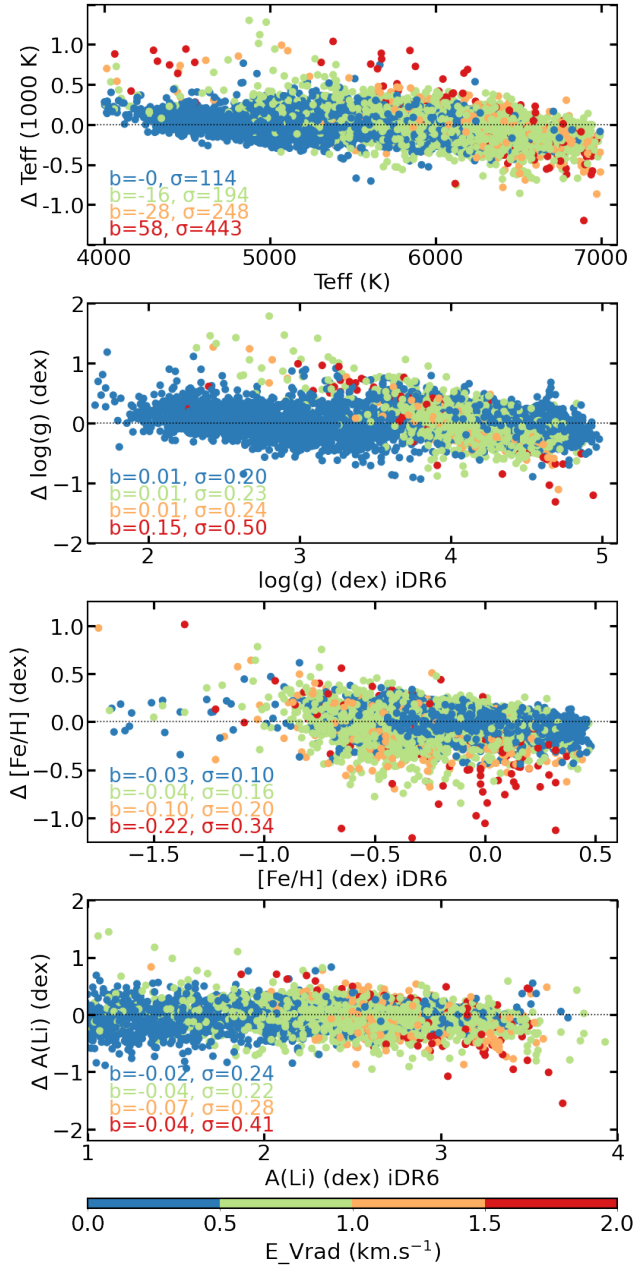 1.0
0.5
0.0
-0.5
-1.0
Δ Teff (1000 K)
b=-0, σ=114
b=-16, σ=194
b=-28, σ=248
b=58, σ=443
4000 5000 6000 7000
Teff (K)
2
1
0
−1
−2
Δ log(g) (dex)
b=0.01, σ=0.20
b=0.01, σ=0.23
b=0.01, σ=0.24
b=0.15, σ=0.50
2 3 4 5
log(g) (dex) iDR6
1.0
0.5
0.0
−0.5
−1.0
Δ [Fe/H] (dex)
b=-0.03, σ=0.10
b=-0.04, σ=0.16
b=-0.10, σ=0.20
b=-0.22, σ=0.34
−1.5 −1.0 −0.5 0.0 0.5
[Fe/H] (dex) iDR6
2
1
0
−1
−2
Δ A(Li) (dex)
b=-0.02, σ=0.24
b=-0.04, σ=0.22
b=-0.07, σ=0.28
b=-0.04, σ=0.41
1 2 3 4
A(Li) (dex) iDR6
0.0 0.5 1.0 1.5 2.0
E_Vrad (km.s⁻¹)